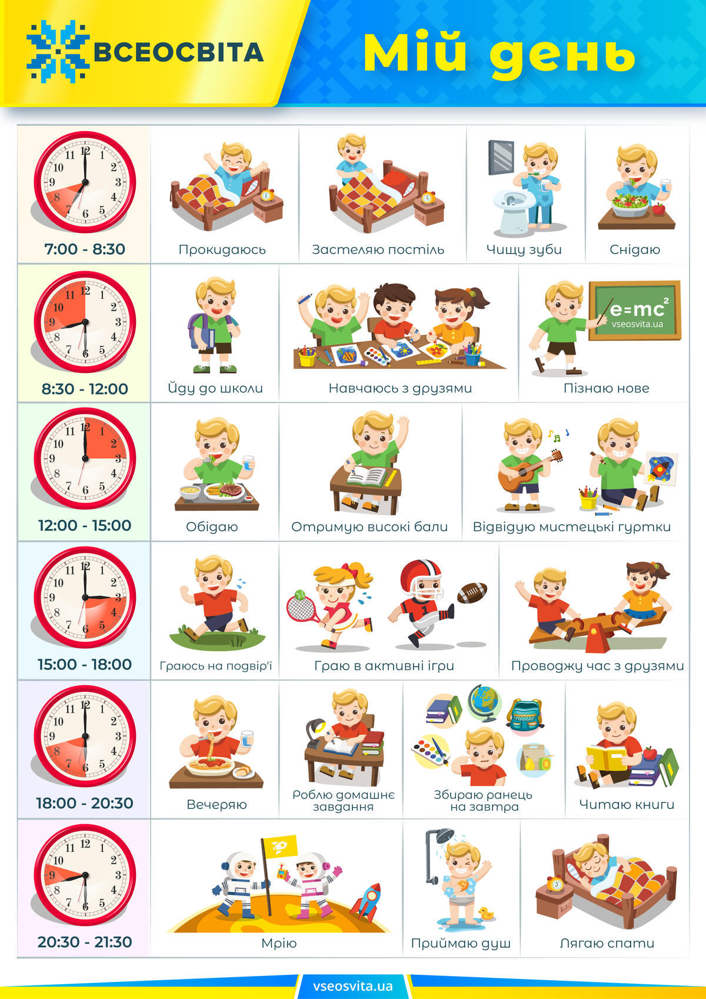 ВСЕОСВІТА
Мій день
7:00 - 8:30
Прокидаюсь
Застеляю постіль
Чищу зуби
Снідаю
8:30 - 12:00
e=mc²
vseosvita.ua
Йду до школи
Навчаюсь з друзями
Пізнаю нове
12:00 - 15:00
Обідаю
Отримую високі бали
Відвідую мистецькі гуртки
15:00 - 18:00
1
Граюсь на подвір'ї
Граю в активні ігри
Проводжу час з друзями
18:00 - 20:30
Вечеряю
Роблю домашнє
завдання
Збираю ранець
на завтра
Читаю книги
20:30 - 21:30
Мрію
Приймаю душ
Лягаю спати
vseosvita.ua